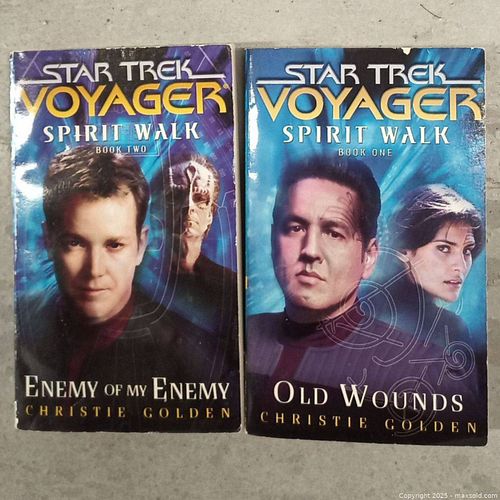 STAR TREK
VOYAGER
SPIRIT WALK
BOOK TWO
ENEMY OF MY ENEMY
CHRISTIE GOLDEN
STAR TREK
VOYAGER
SPIRIT WALK
BOOK ONE
OLD WOUNDS
CHRISTIE GOLDEN
Copyright 2025 - maxsold.com